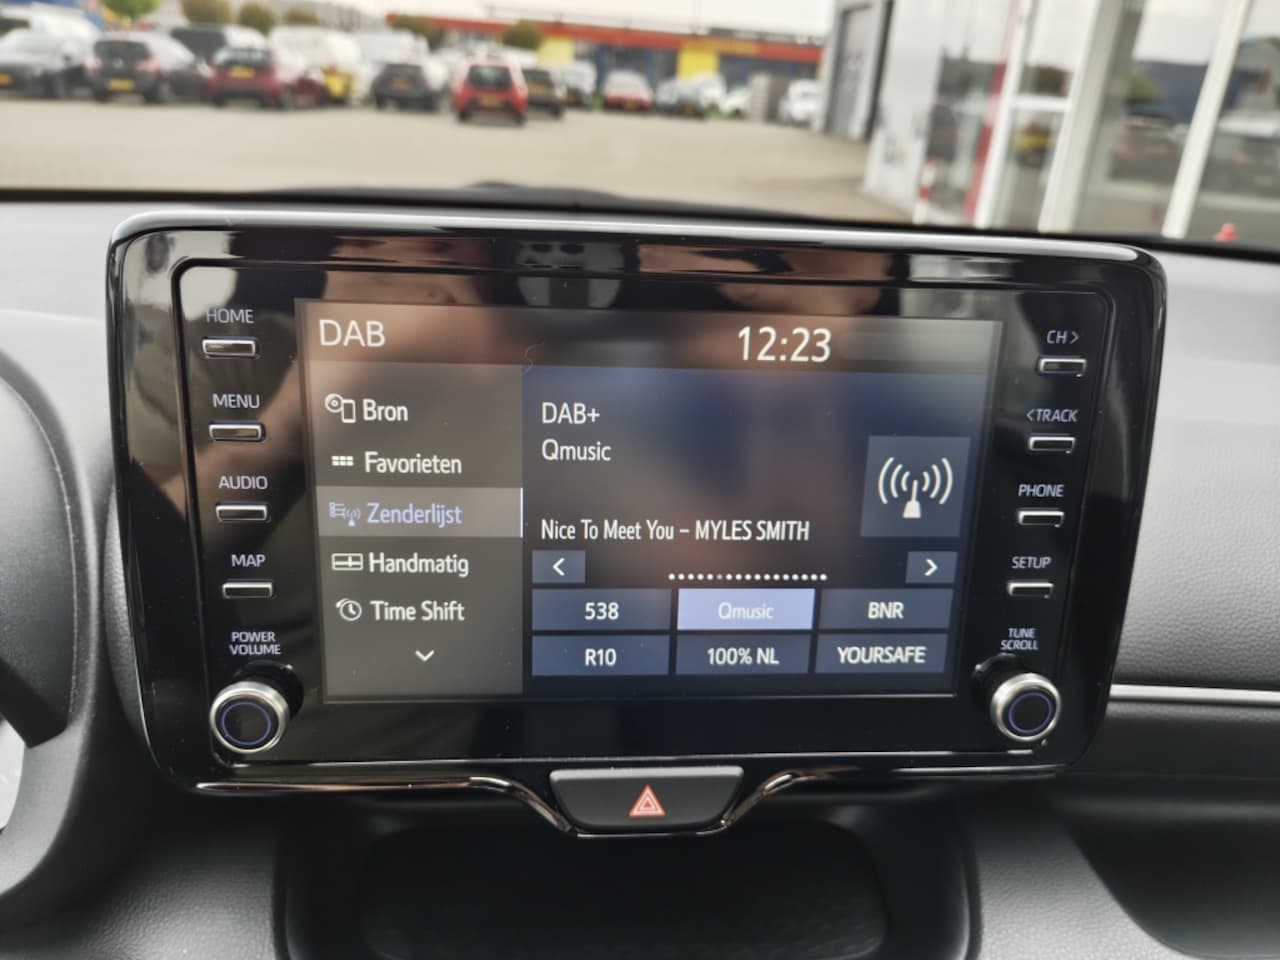 HOME
MENU
AUDIO
MAP
POWER
VOLUME
DAB
12:23
Bron
Favorieten
Zenderlijst
Handmatig
Time Shift
DAB+
Qmusic
Nice To Meet You – MYLES SMITH
< >
538 Qmusic BNR
R10 100% NL YOURSAFE
CH >
< TRACK
PHONE
SETUP
TUNE
SCROLL